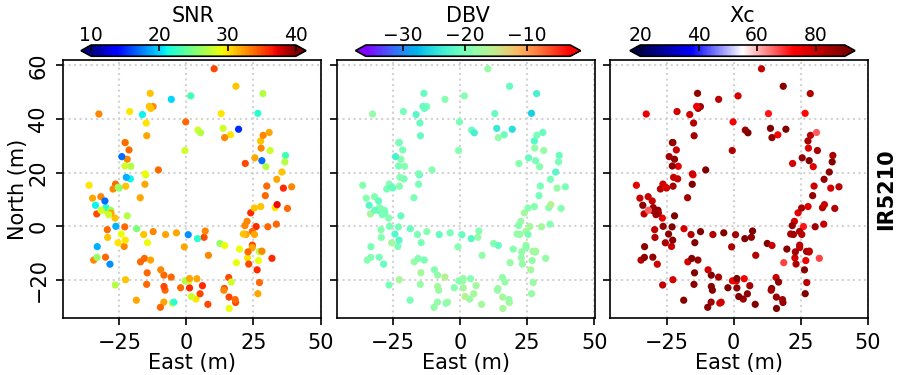 SNR DBV Xc
10 20 30 40 −30 −20 −10 20 40 60 80
60
40
20
0
−20
North (m)
IR5210
−25 0 25 50 −25 0 25 50 −25 0 25 50
East (m) East (m) East (m)